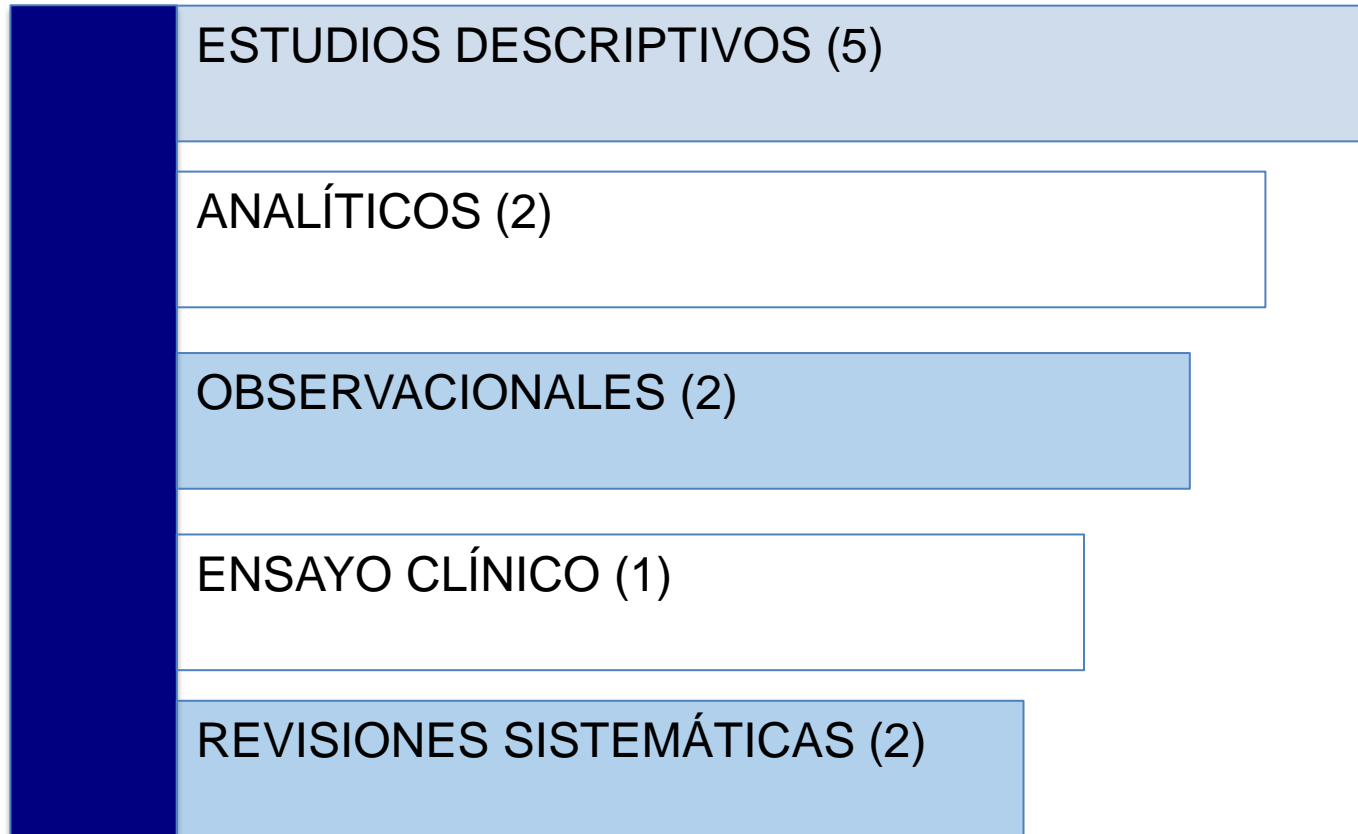 ESTUDIOS DESCRIPTIVOS (5)
ANALÍTICOS (2)
OBSERVACIONALES (2)
ENSAYO CLÍNICO (1)
REVISIONES SISTEMÁTICAS (2)